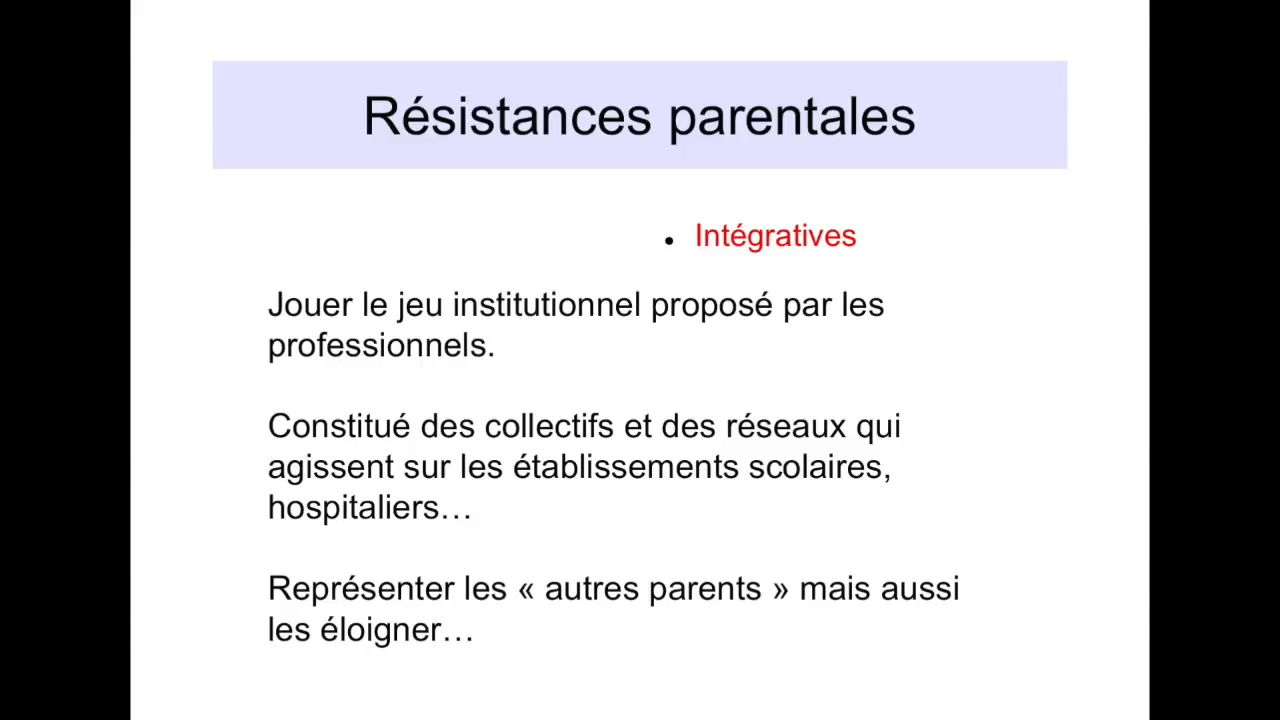 Résistances parentales
• Intégratives
Jouer le jeu institutionnel proposé par les
professionnels.
Constitué des collectifs et des réseaux qui
agissent sur les établissements scolaires,
hospitaliers…
Représenter les « autres parents » mais aussi
les éloigner…